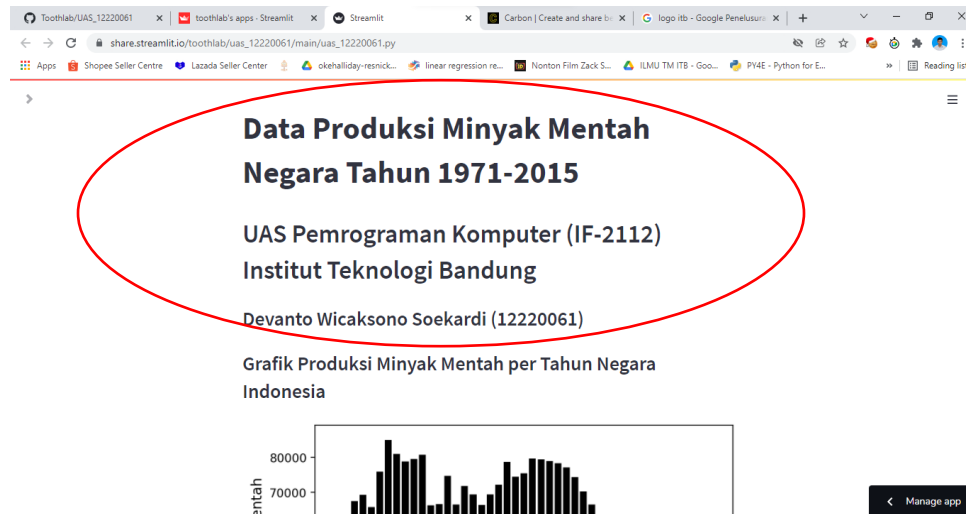 Toothlab/UAS_12220061
toothlab's apps · Streamlit
Streamlit
Carbon | Create and share be
logo itb - Google Penelusura
share.streamlit.io/toothlab/uas_12220061/main/uas_12220061.py
Apps
Shopee Seller Centre
Lazada Seller Center
okehalliday-resnick...
linear regression re...
Nonton Film Zack S...
ILMU TM ITB - Goo...
PY4E - Python for E...
»
Reading list
Data Produksi Minyak Mentah
Negara Tahun 1971-2015
UAS Pemrograman Komputer (IF-2112)
Institut Teknologi Bandung
Devanto Wicaksono Soekardi (12220061)
Grafik Produksi Minyak Mentah per Tahun Negara
Indonesia
80000
70000
entah
Manage app